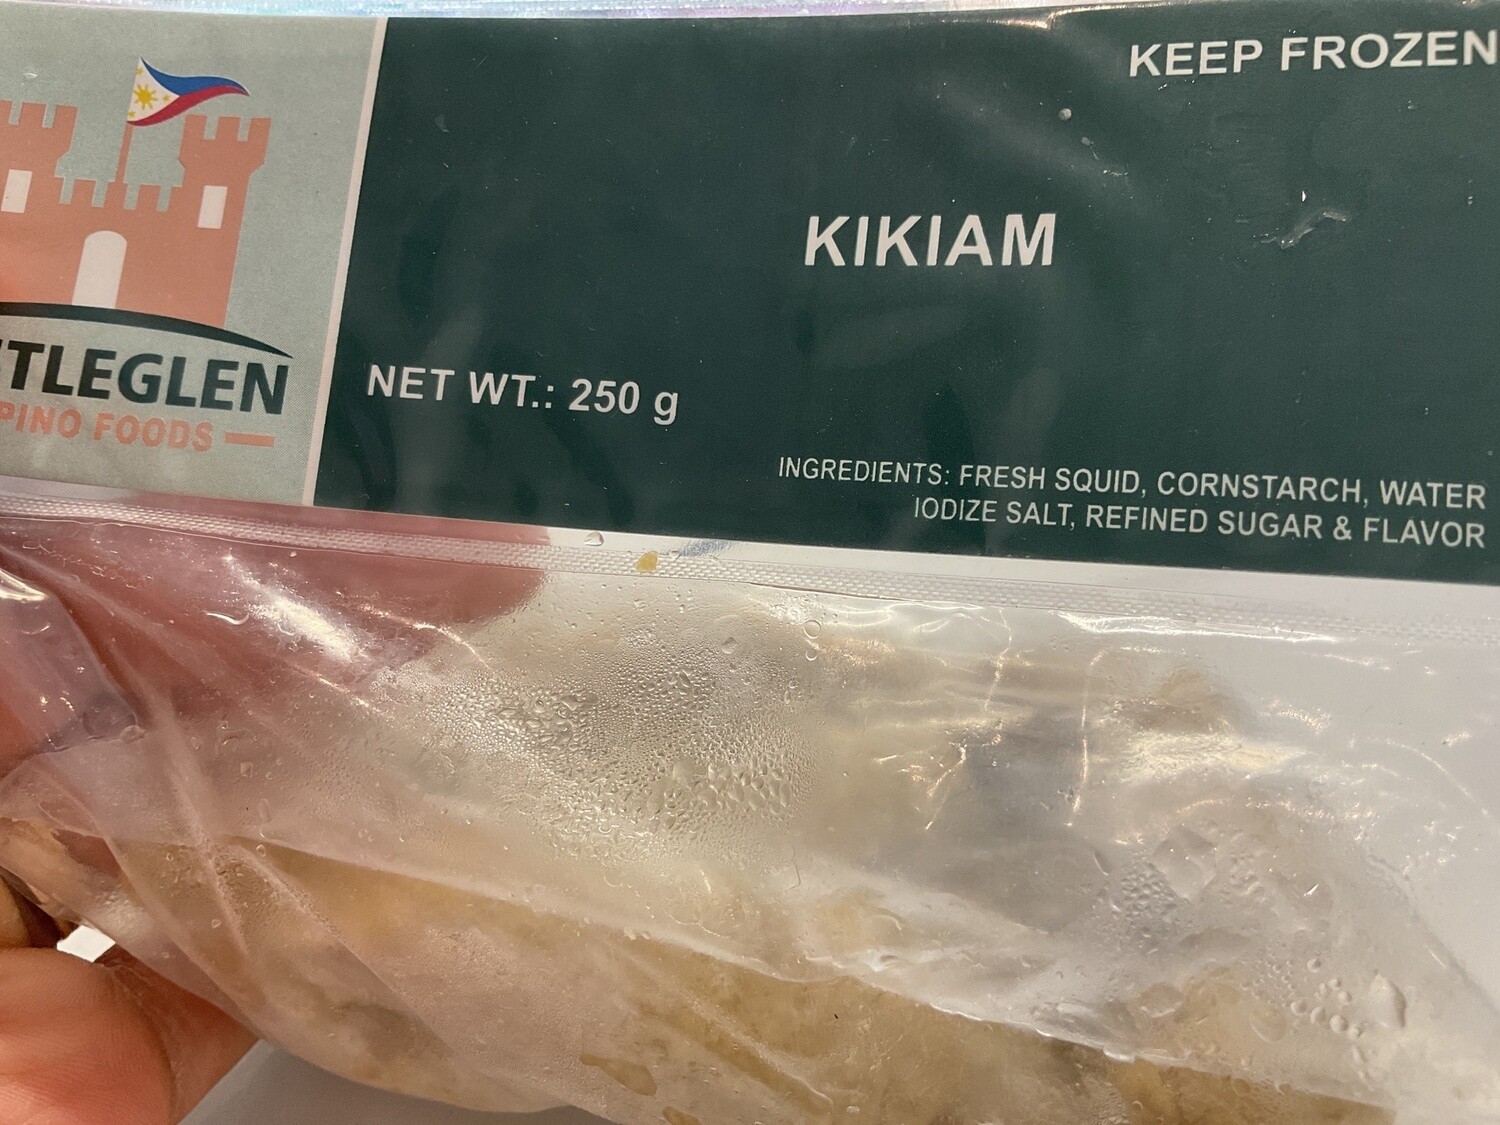 KEEP FROZEN
KIKIAM
TLEGLEN
PINO FOODS
NET WT.: 250 g
INGREDIENTS: FRESH SQUID, CORNSTARCH, WATER
IODIZE SALT, REFINED SUGAR & FLAVOR